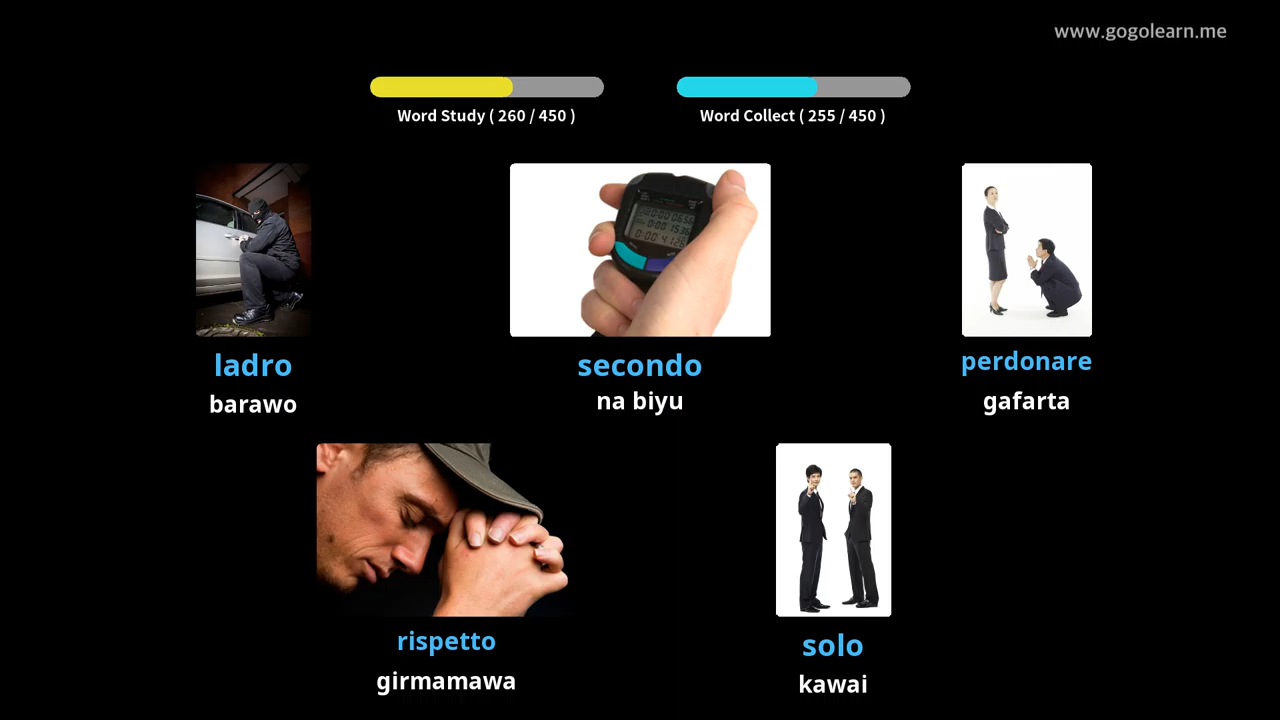 www.gogolearn.me
Word Study ( 260 / 450 )
Word Collect ( 255 / 450 )
ladro
barawo
secondo
na biyu
perdonare
gafarta
rispetto
girmamawa
solo
kawai